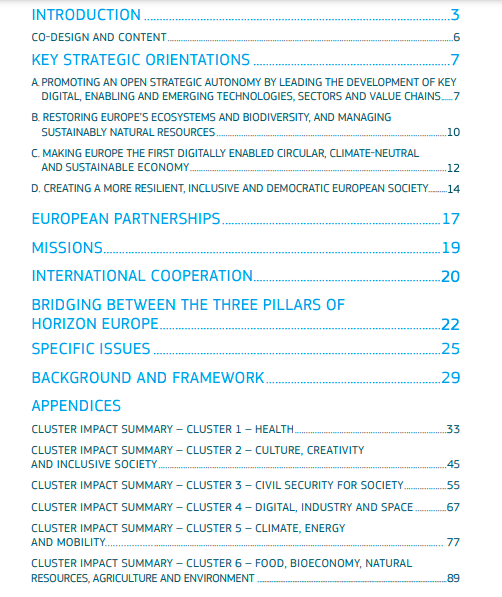 INTRODUCTION 3
CO-DESIGN AND CONTENT 6
KEY STRATEGIC ORIENTATIONS 7
A. PROMOTING AN OPEN STRATEGIC AUTONOMY BY LEADING THE DEVELOPMENT OF KEY
DIGITAL, ENABLING AND EMERGING TECHNOLOGIES, SECTORS AND VALUE CHAINS 7
B. RESTORING EUROPE'S ECOSYSTEMS AND BIODIVERSITY, AND MANAGING
SUSTAINABLY NATURAL RESOURCES 10
C. MAKING EUROPE THE FIRST DIGITALLY ENABLED CIRCULAR, CLIMATE-NEUTRAL
AND SUSTAINABLE ECONOMY 12
D. CREATING A MORE RESILIENT, INCLUSIVE AND DEMOCRATIC EUROPEAN SOCIETY 14
EUROPEAN PARTNERSHIPS 17
MISSIONS 19
INTERNATIONAL COOPERATION 20
BRIDGING BETWEEN THE THREE PILLARS OF
HORIZON EUROPE 22
SPECIFIC ISSUES 25
BACKGROUND AND FRAMEWORK 29
APPENDICES
CLUSTER IMPACT SUMMARY – CLUSTER 1 – HEALTH 33
CLUSTER IMPACT SUMMARY – CLUSTER 2 – CULTURE, CREATIVITY
AND INCLUSIVE SOCIETY 45
CLUSTER IMPACT SUMMARY – CLUSTER 3 – CIVIL SECURITY FOR SOCIETY 55
CLUSTER IMPACT SUMMARY – CLUSTER 4 – DIGITAL, INDUSTRY AND SPACE 67
CLUSTER IMPACT SUMMARY – CLUSTER 5 – CLIMATE, ENERGY
AND MOBILITY 77
CLUSTER IMPACT SUMMARY – CLUSTER 6 – FOOD, BIOECONOMY, NATURAL
RESOURCES, AGRICULTURE AND ENVIRONMENT 89